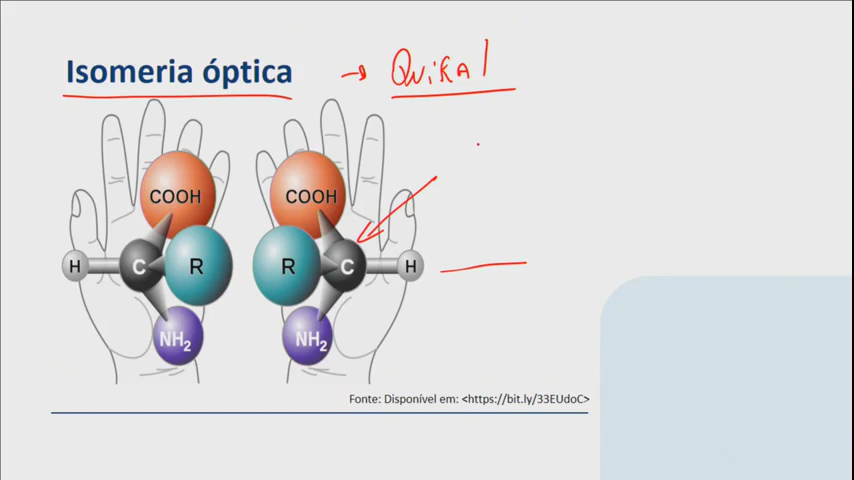 Isomeria óptica → Quiral
COOH COOH
H C R R C H
NH2 NH2
Fonte: Disponível em: <https://bit.ly/33EUdoC>